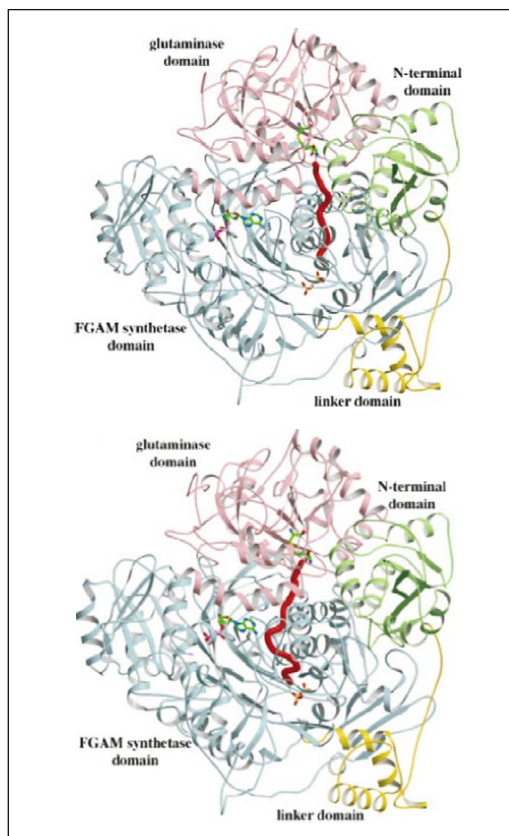 glutaminase
domain
N-terminal
domain
FGAM synthetase
domain
linker domain
glutaminase
domain
N-terminal
domain
FGAM synthetase
domain
linker domain